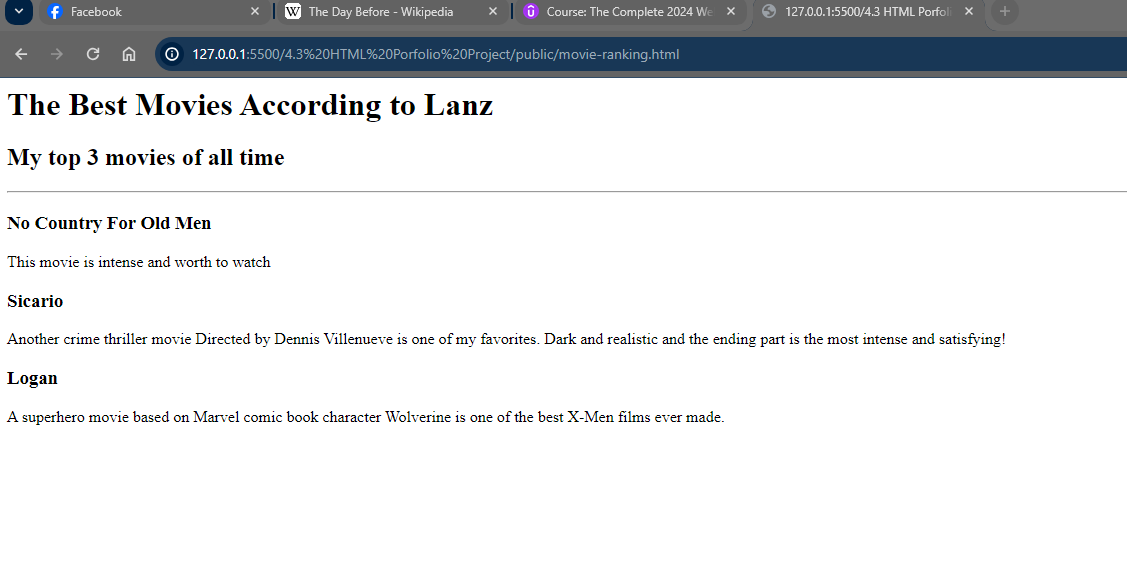 Facebook
The Day Before - Wikipedia
Course: The Complete 2024 We
127.0.0.1:5500/4.3 HTML Porfoli
127.0.0.1:5500/4.3%20HTML%20Porfolio%20Project/public/movie-ranking.html
The Best Movies According to Lanz
My top 3 movies of all time
No Country For Old Men
This movie is intense and worth to watch
Sicario
Another crime thriller movie Directed by Dennis Villenueve is one of my favorites. Dark and realistic and the ending part is the most intense and satisfying!
Logan
A superhero movie based on Marvel comic book character Wolverine is one of the best X-Men films ever made.